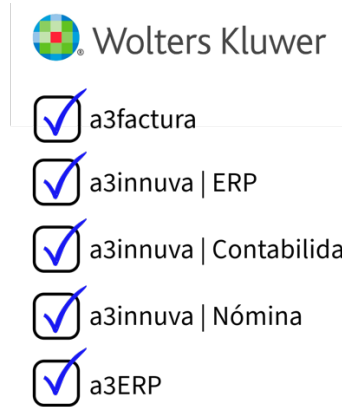 Wolters Kluwer
a3factura
a3innuva | ERP
a3innuva | Contabilida
a3innuva | Nómina
a3ERP